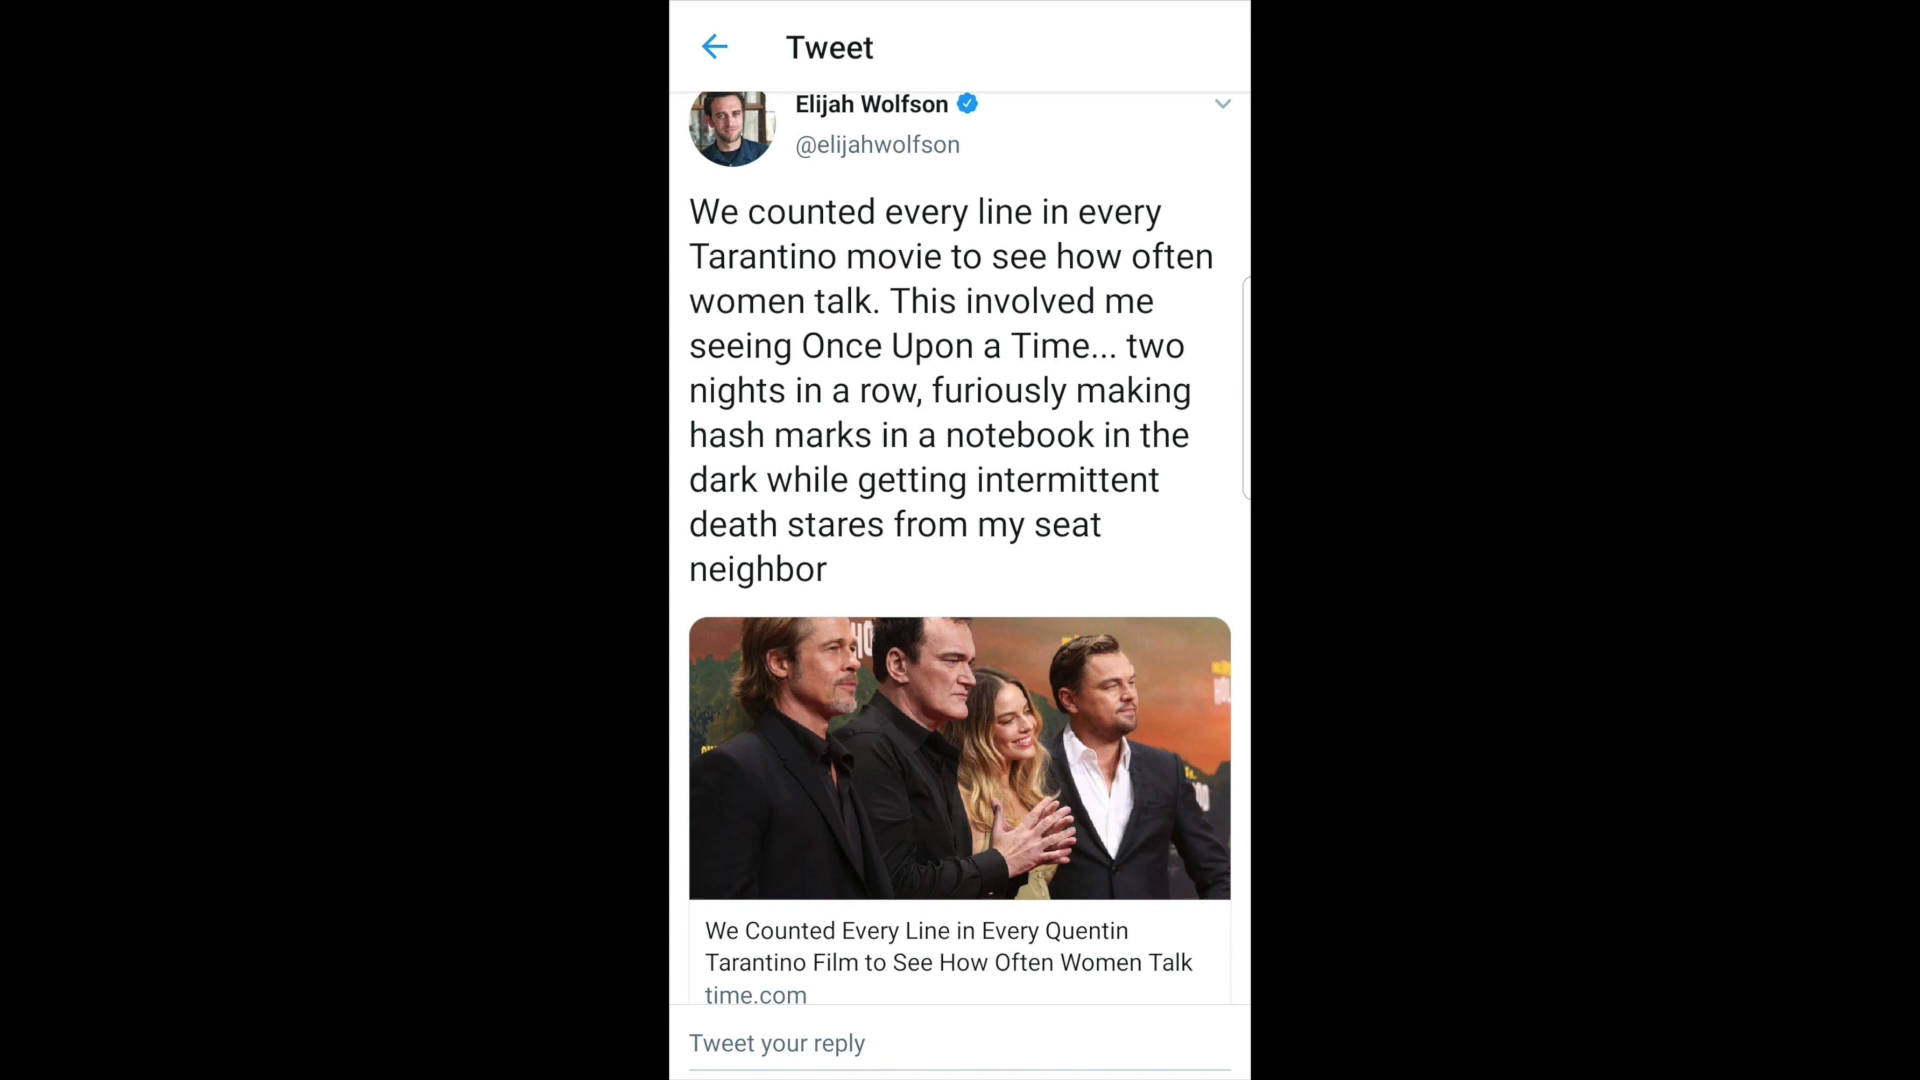 Tweet
Elijah Wolfson
@elijahwolfson
We counted every line in every
Tarantino movie to see how often
women talk. This involved me
seeing Once Upon a Time... two
nights in a row, furiously making
hash marks in a notebook in the
dark while getting intermittent
death stares from my seat
neighbor
We Counted Every Line in Every Quentin
Tarantino Film to See How Often Women Talk
time.com
Tweet your reply